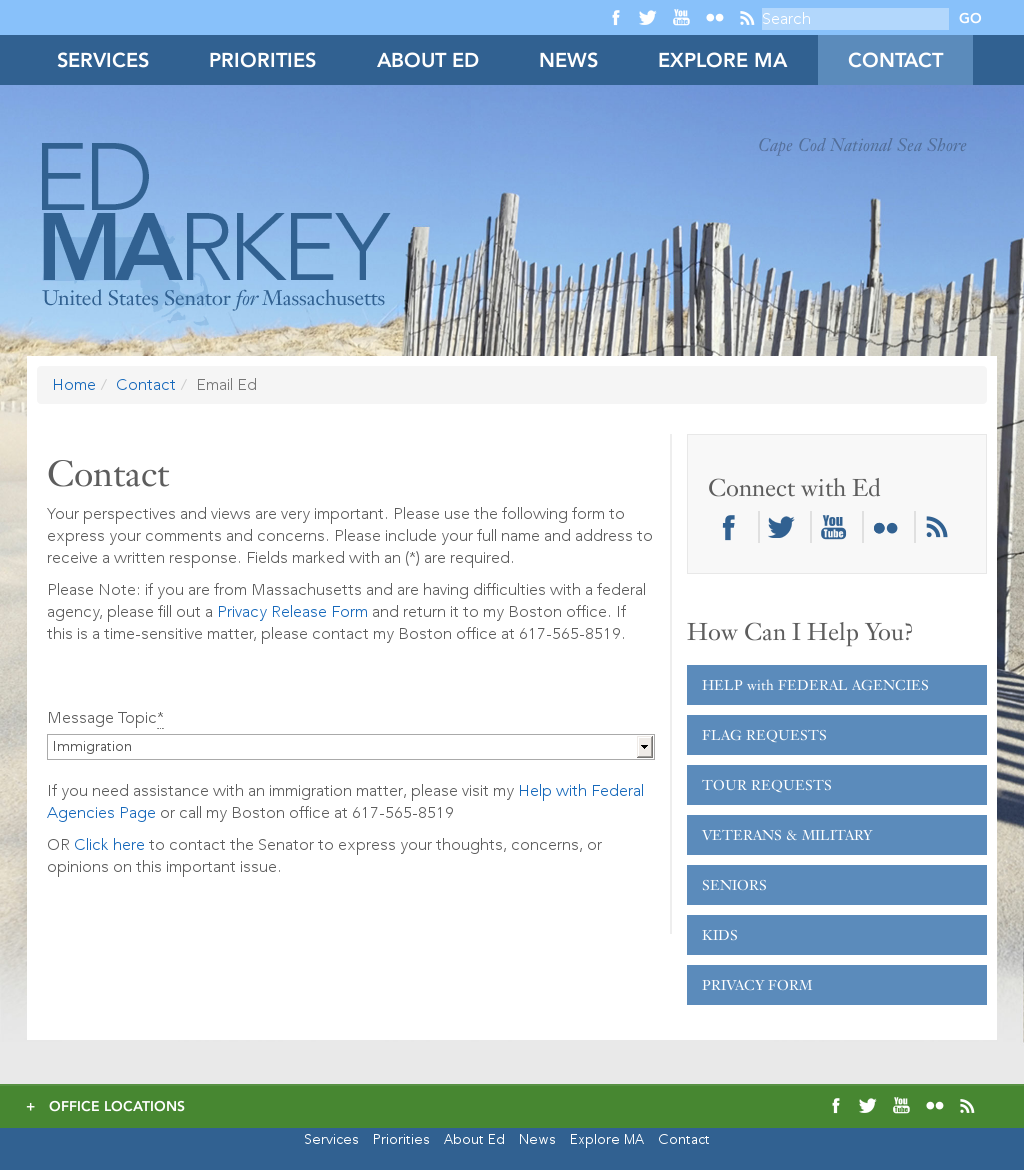 Search GO
SERVICES PRIORITIES ABOUT ED NEWS EXPLORE MA CONTACT
Cape Cod National Sea Shore
ED
MARKEY
United States Senator for Massachusetts
Home / Contact / Email Ed
Contact
Your perspectives and views are very important. Please use the following form to
express your comments and concerns. Please include your full name and address to
receive a written response. Fields marked with an (*) are required.
Please Note: if you are from Massachusetts and are having difficulties with a federal
agency, please fill out a Privacy Release Form and return it to my Boston office. If
this is a time-sensitive matter, please contact my Boston office at 617-565-8519.
Message Topic*
Immigration
If you need assistance with an immigration matter, please visit my Help with Federal
Agencies Page or call my Boston office at 617-565-8519
OR Click here to contact the Senator to express your thoughts, concerns, or
opinions on this important issue.
Connect with Ed
You Tube
How Can I Help You?
HELP with FEDERAL AGENCIES
FLAG REQUESTS
TOUR REQUESTS
VETERANS & MILITARY
SENIORS
KIDS
PRIVACY FORM
+ OFFICE LOCATIONS
Services Priorities About Ed News Explore MA Contact